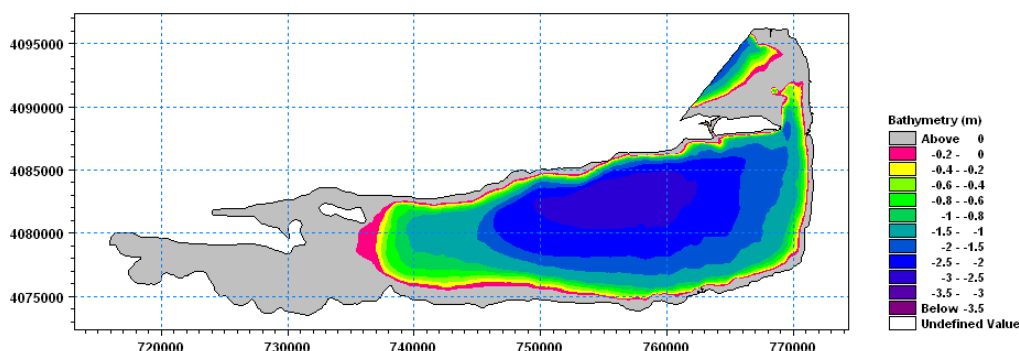 4095000
4090000
4085000
4080000
4075000
720000 730000 740000 750000 760000 770000
Bathymetry (m)
Above 0
-0.2 - 0
-0.4 - -0.2
-0.6 - -0.4
-0.8 - -0.6
-1 - -0.8
-1.5 - -1
-2 - -1.5
-2.5 - -2
-3 - -2.5
-3.5 - -3
Below -3.5
Undefined Value